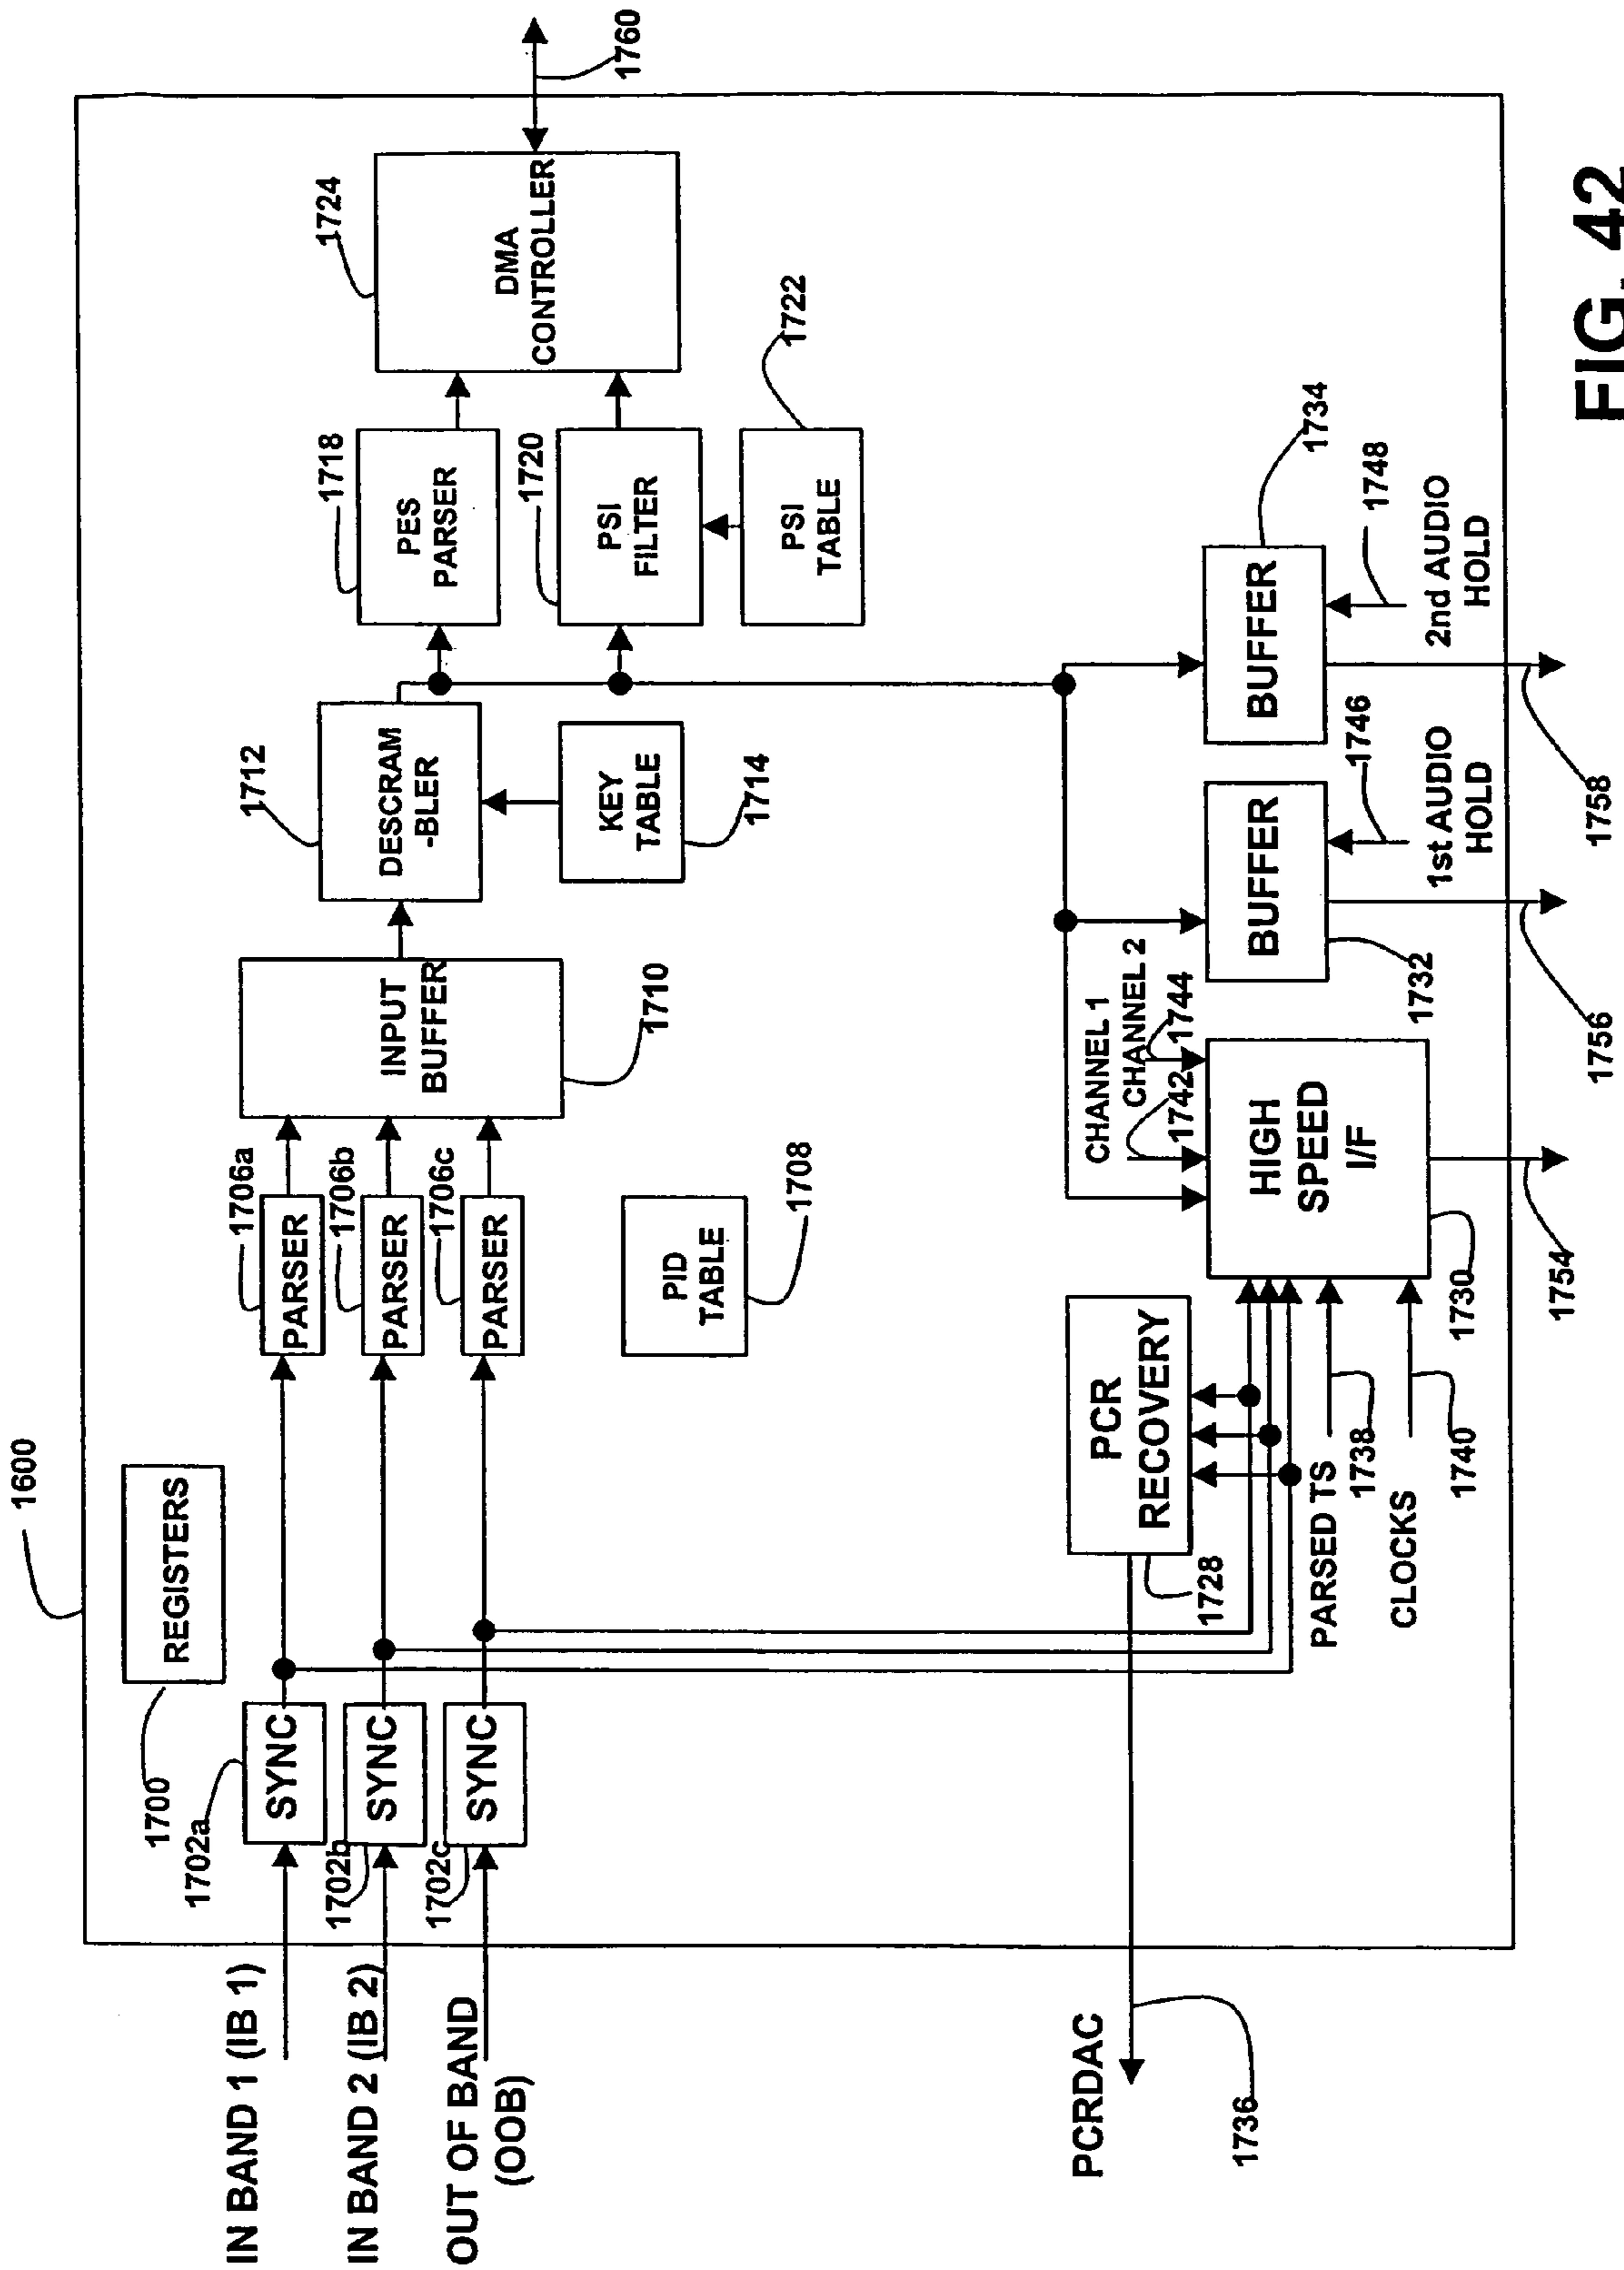 1600
1700
REGISTERS
IN BAND 1 (IB 1)
1702a
SYNC
1706a
PARSER
IN BAND 2 (IB 2)
1702b
SYNC
1706b
PARSER
OUT OF BAND
(OOB)
1702c
SYNC
1706c
PARSER
INPUT
BUFFER
1710
1712
DESCRAM
-BLER
KEY
TABLE
1714
1718
PES
PARSER
1720
PSI
FILTER
PSI
TABLE
1722
1724
DMA
CONTROLLER
1760
PID
TABLE
1708
PCRDAC
1736
PCR
RECOVERY
1728
PARSED TS
1738
CLOCKS
1740
CHANNEL 1
1742
CHANNEL 2
1744
HIGH
SPEED
I/F
1730
1754
BUFFER
1732
1746
1st AUDIO
HOLD
1756
BUFFER
1734
1748
2nd AUDIO
HOLD
1758
FIG. 42